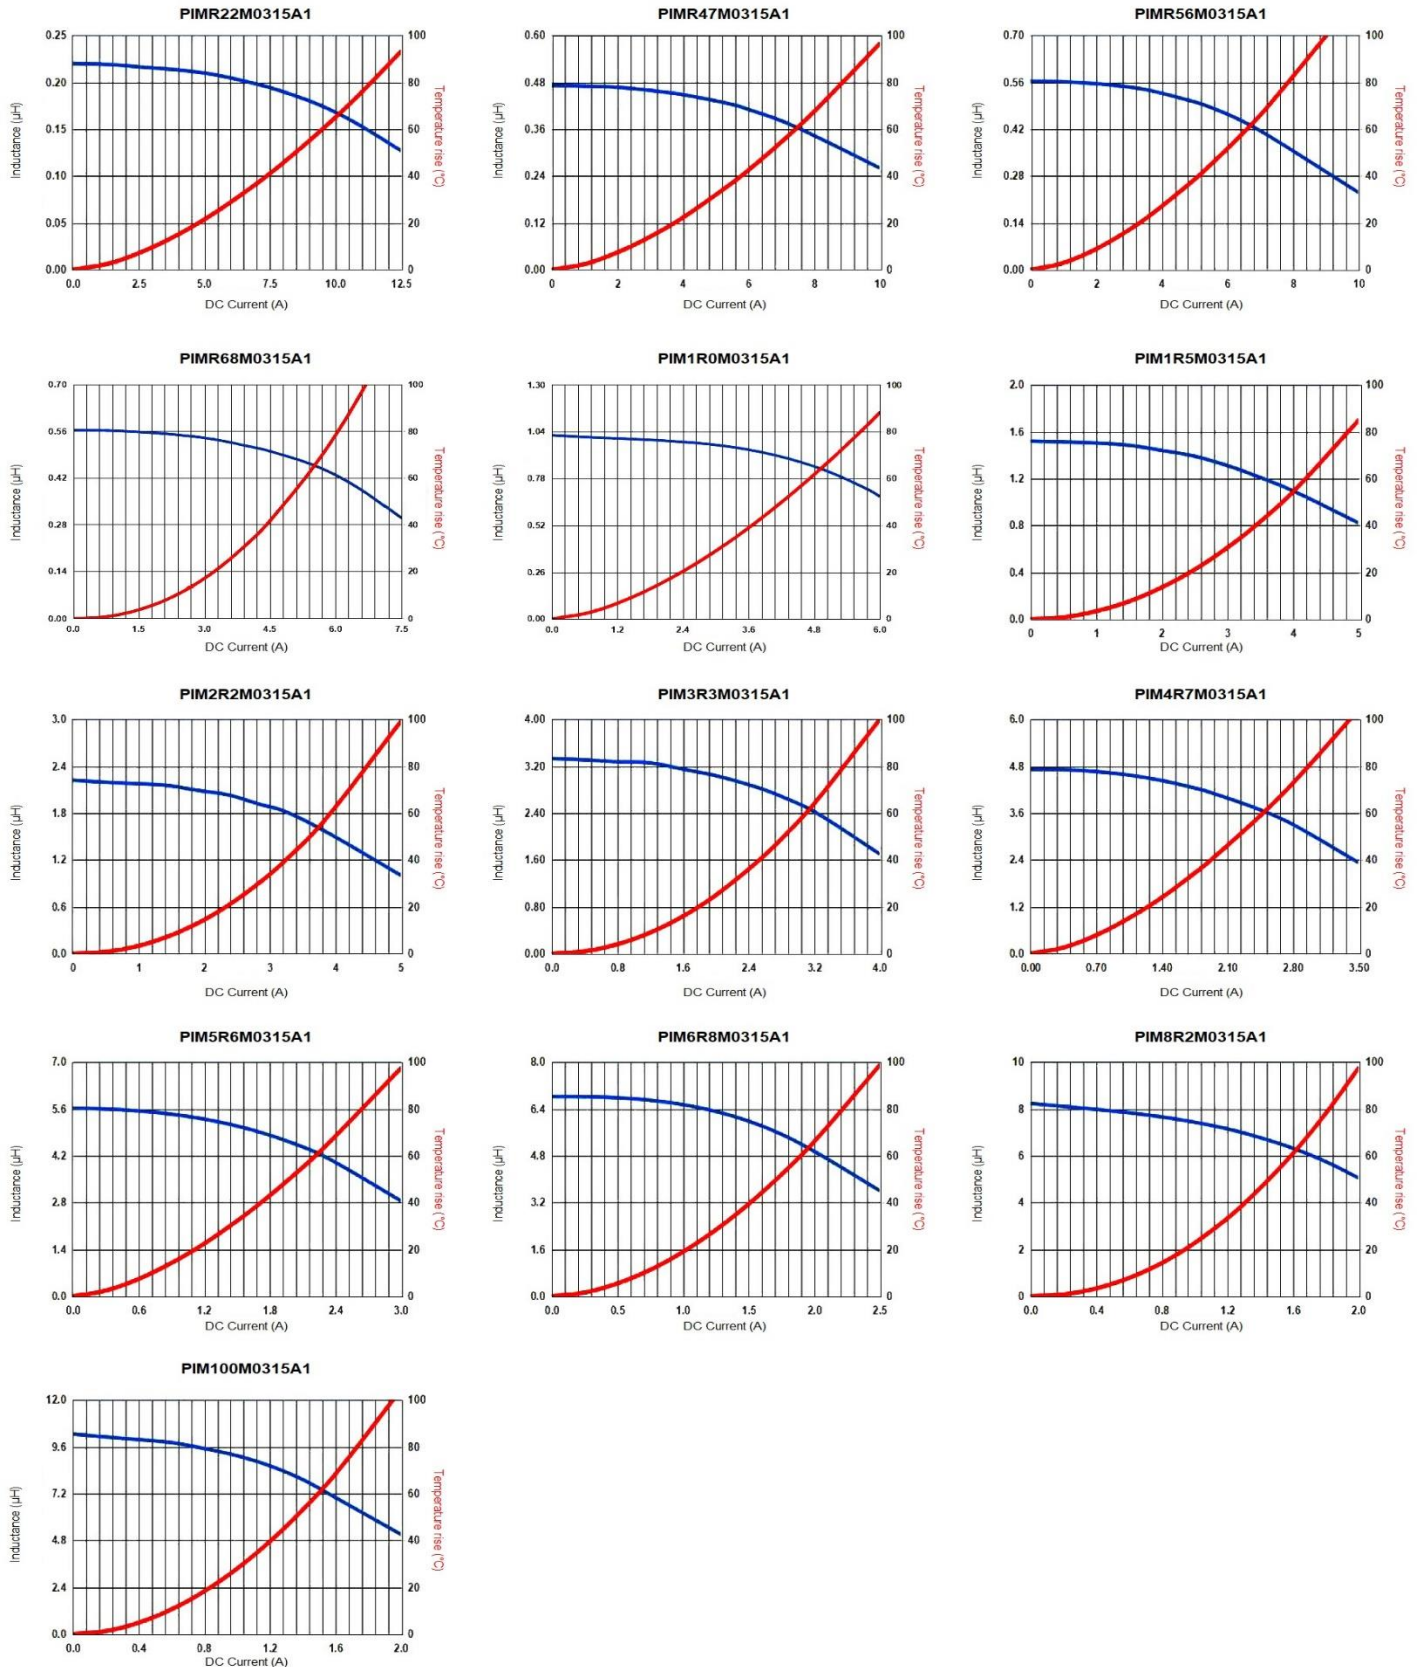 PIMR22M0315A1
0.25
0.20
0.15
0.10
0.05
0.00
100
80
60
40
20
0
0.0 2.5 5.0 7.5 10.0 12.5
Inductance (µH)
Temperature rise (°C)
DC Current (A)
PIMR47M0315A1
0.60
0.48
0.36
0.24
0.12
0.00
100
80
60
40
20
0
0 2 4 6 8 10
Inductance (µH)
Temperature rise (°C)
DC Current (A)
PIMR56M0315A1
0.70
0.56
0.42
0.28
0.14
0.00
100
80
60
40
20
0
0 2 4 6 8 10
Inductance (µH)
Temperature rise (°C)
DC Current (A)
PIMR68M0315A1
0.70
0.56
0.42
0.28
0.14
0.00
100
80
60
40
20
0
0.0 1.5 3.0 4.5 6.0 7.5
Inductance (µH)
Temperature rise (°C)
DC Current (A)
PIM1R0M0315A1
1.30
1.04
0.78
0.52
0.26
0.00
100
80
60
40
20
0
0.0 1.2 2.4 3.6 4.8 6.0
Inductance (µH)
Temperature rise (°C)
DC Current (A)
PIM1R5M0315A1
2.0
1.6
1.2
0.8
0.4
0.0
100
80
60
40
20
0
0 1 2 3 4 5
Inductance (µH)
Temperature rise (°C)
DC Current (A)
PIM2R2M0315A1
3.0
2.4
1.8
1.2
0.6
0.0
100
80
60
40
20
0
0 1 2 3 4 5
Inductance (µH)
Temperature rise (°C)
DC Current (A)
PIM3R3M0315A1
4.00
3.20
2.40
1.60
0.80
0.00
100
80
60
40
20
0
0.0 0.8 1.6 2.4 3.2 4.0
Inductance (µH)
Temperature rise (°C)
DC Current (A)
PIM4R7M0315A1
6.0
4.8
3.6
2.4
1.2
0.0
100
80
60
40
20
0
0.00 0.70 1.40 2.10 2.80 3.50
Inductance (µH)
Temperature rise (°C)
DC Current (A)
PIM5R6M0315A1
7.0
5.6
4.2
2.8
1.4
0.0
100
80
60
40
20
0
0.0 0.6 1.2 1.8 2.4 3.0
Inductance (µH)
Temperature rise (°C)
DC Current (A)
PIM6R8M0315A1
8.0
6.4
4.8
3.2
1.6
0.0
100
80
60
40
20
0
0.0 0.5 1.0 1.5 2.0 2.5
Inductance (µH)
Temperature rise (°C)
DC Current (A)
PIM8R2M0315A1
10
8
6
4
2
0
100
80
60
40
20
0
0.0 0.4 0.8 1.2 1.6 2.0
Inductance (µH)
Temperature rise (°C)
DC Current (A)
PIM100M0315A1
12.0
9.6
7.2
4.8
2.4
0.0
100
80
60
40
20
0
0.0 0.4 0.8 1.2 1.6 2.0
Inductance (µH)
Temperature rise (°C)
DC Current (A)